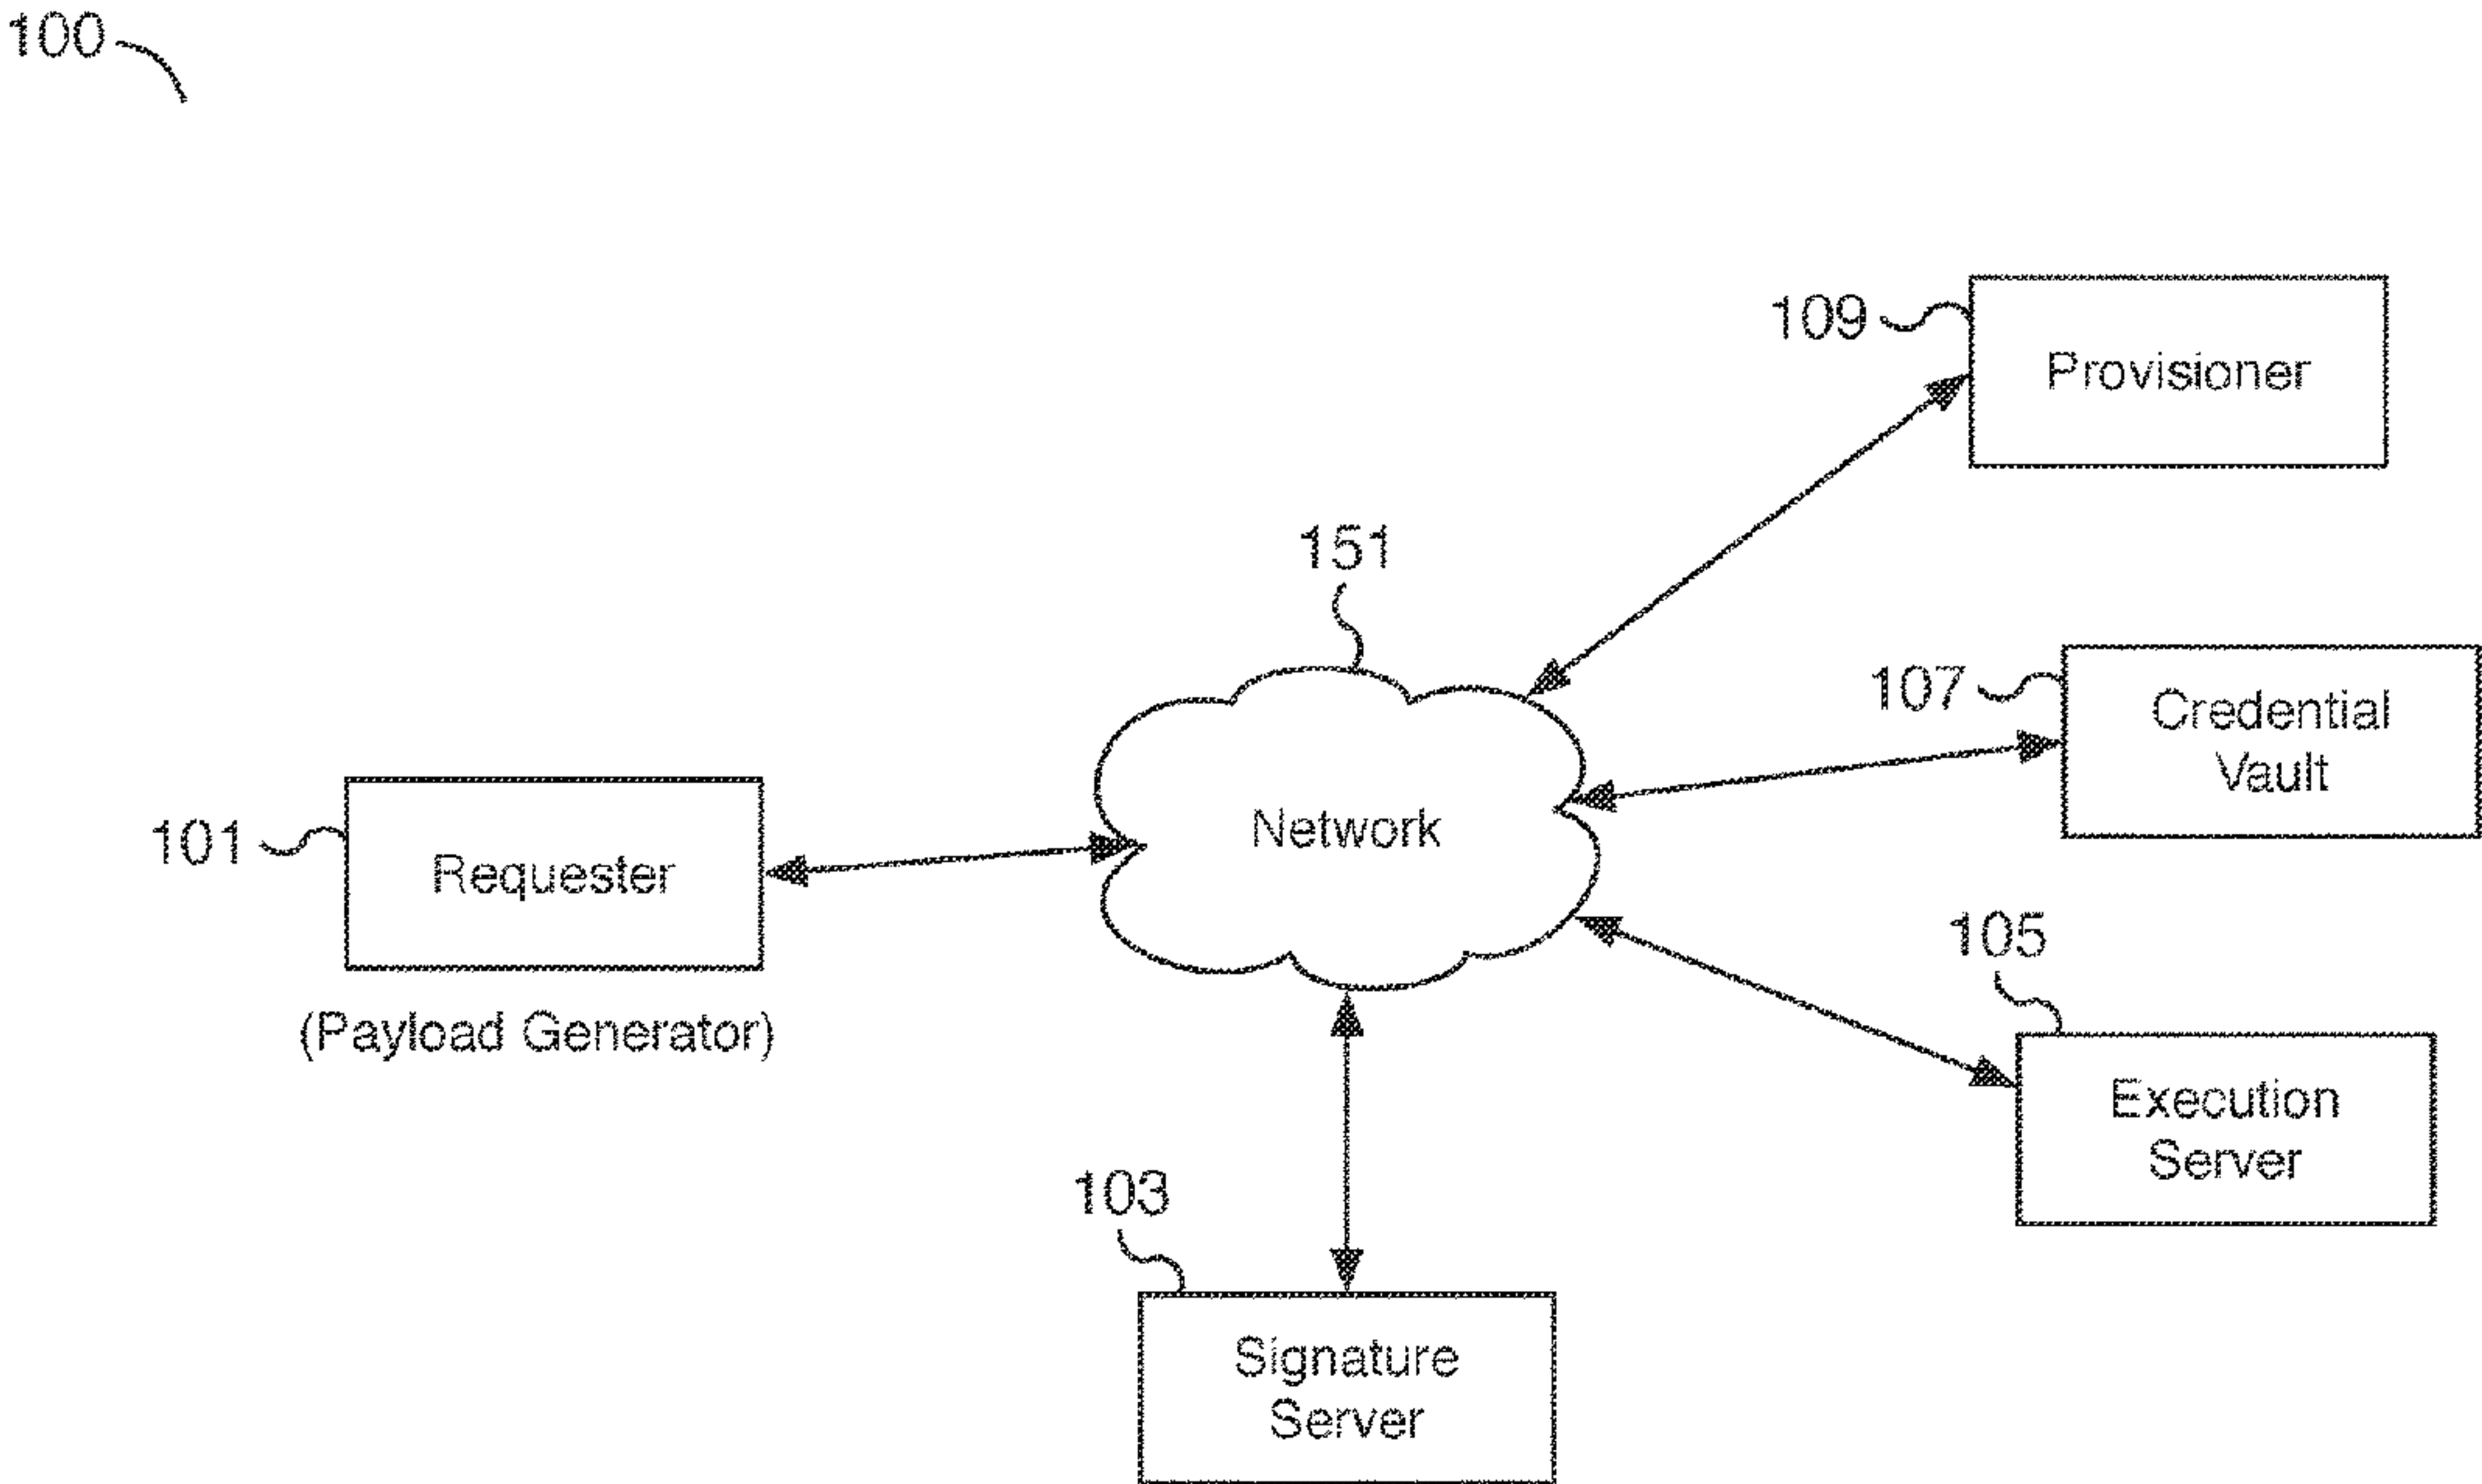 100
109
Provisioner
151
107
Credential
Vault
Network
101
Requester
(Payload Generator)
105
Execution
Server
103
Signature
Server